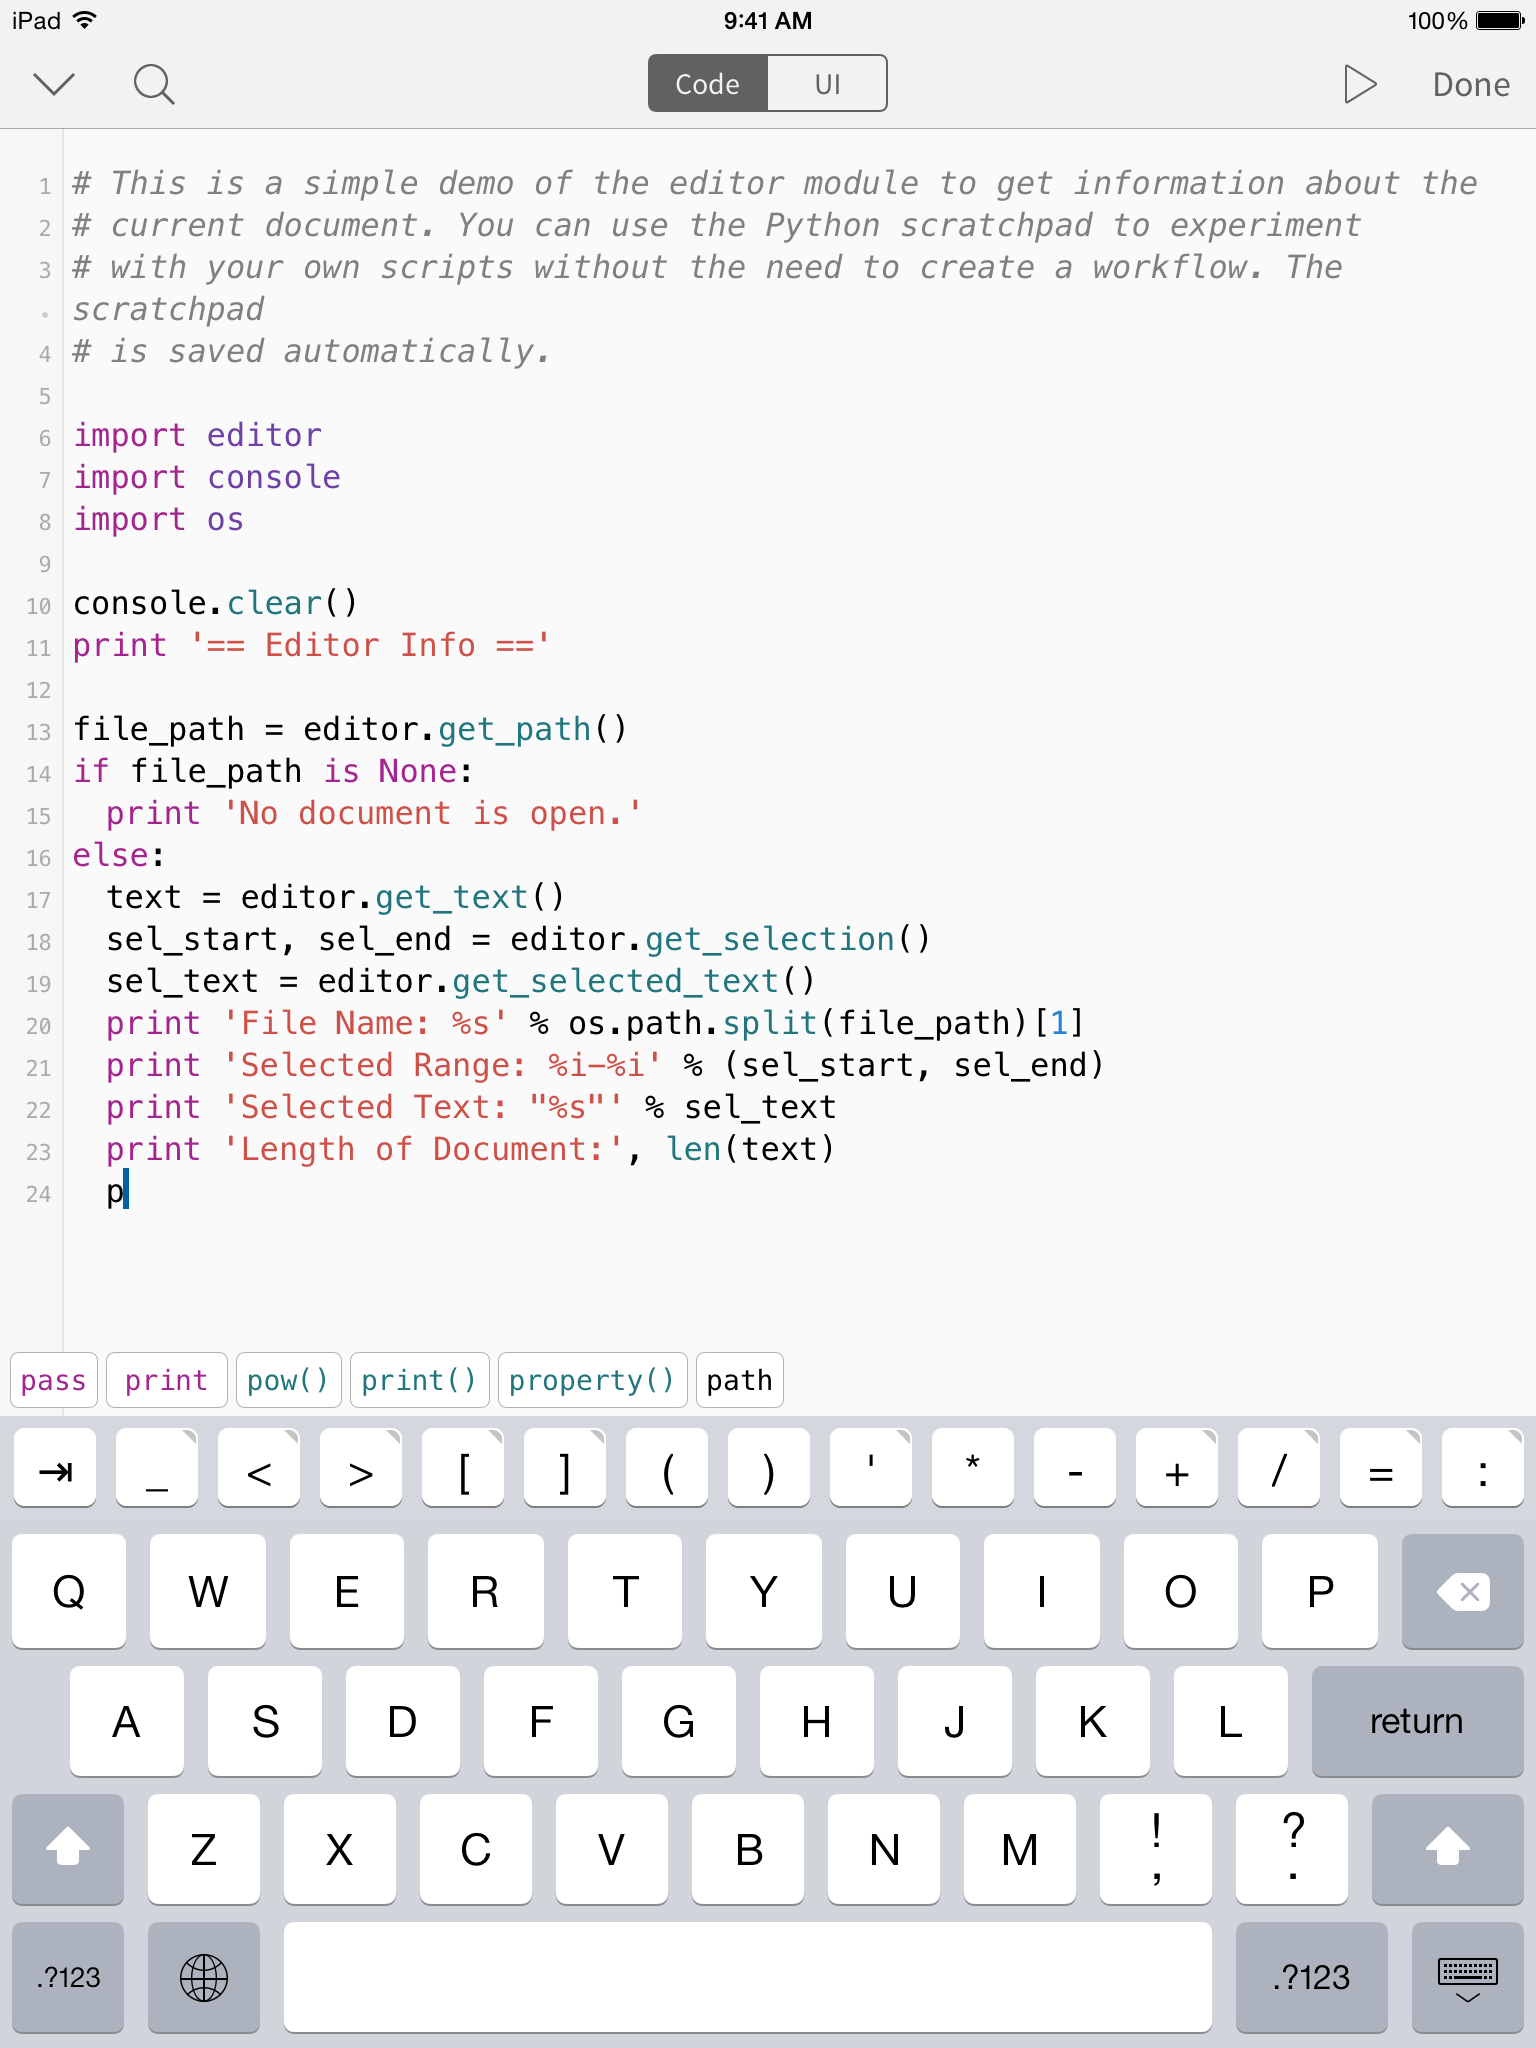 iPad 9:41 AM 100%
Code UI Done
1 # This is a simple demo of the editor module to get information about the
2 # current document. You can use the Python scratchpad to experiment
3 # with your own scripts without the need to create a workflow. The
• scratchpad
4 # is saved automatically.
5
6 import editor
7 import console
8 import os
9
10 console.clear()
11 print '== Editor Info =='
12
13 file_path = editor.get_path()
14 if file_path is None:
15   print 'No document is open.'
16 else:
17   text = editor.get_text()
18   sel_start, sel_end = editor.get_selection()
19   sel_text = editor.get_selected_text()
20   print 'File Name: %s' % os.path.split(file_path)[1]
21   print 'Selected Range: %i-%i' % (sel_start, sel_end)
22   print 'Selected Text: "%s"' % sel_text
23   print 'Length of Document:', len(text)
24   p
pass print pow() print() property() path
⇥ _ < > [ ] ( ) ' * - + / = :
Q W E R T Y U I O P
A S D F G H J K L return
Z X C V B N M ! , ? .
.?123 .?123